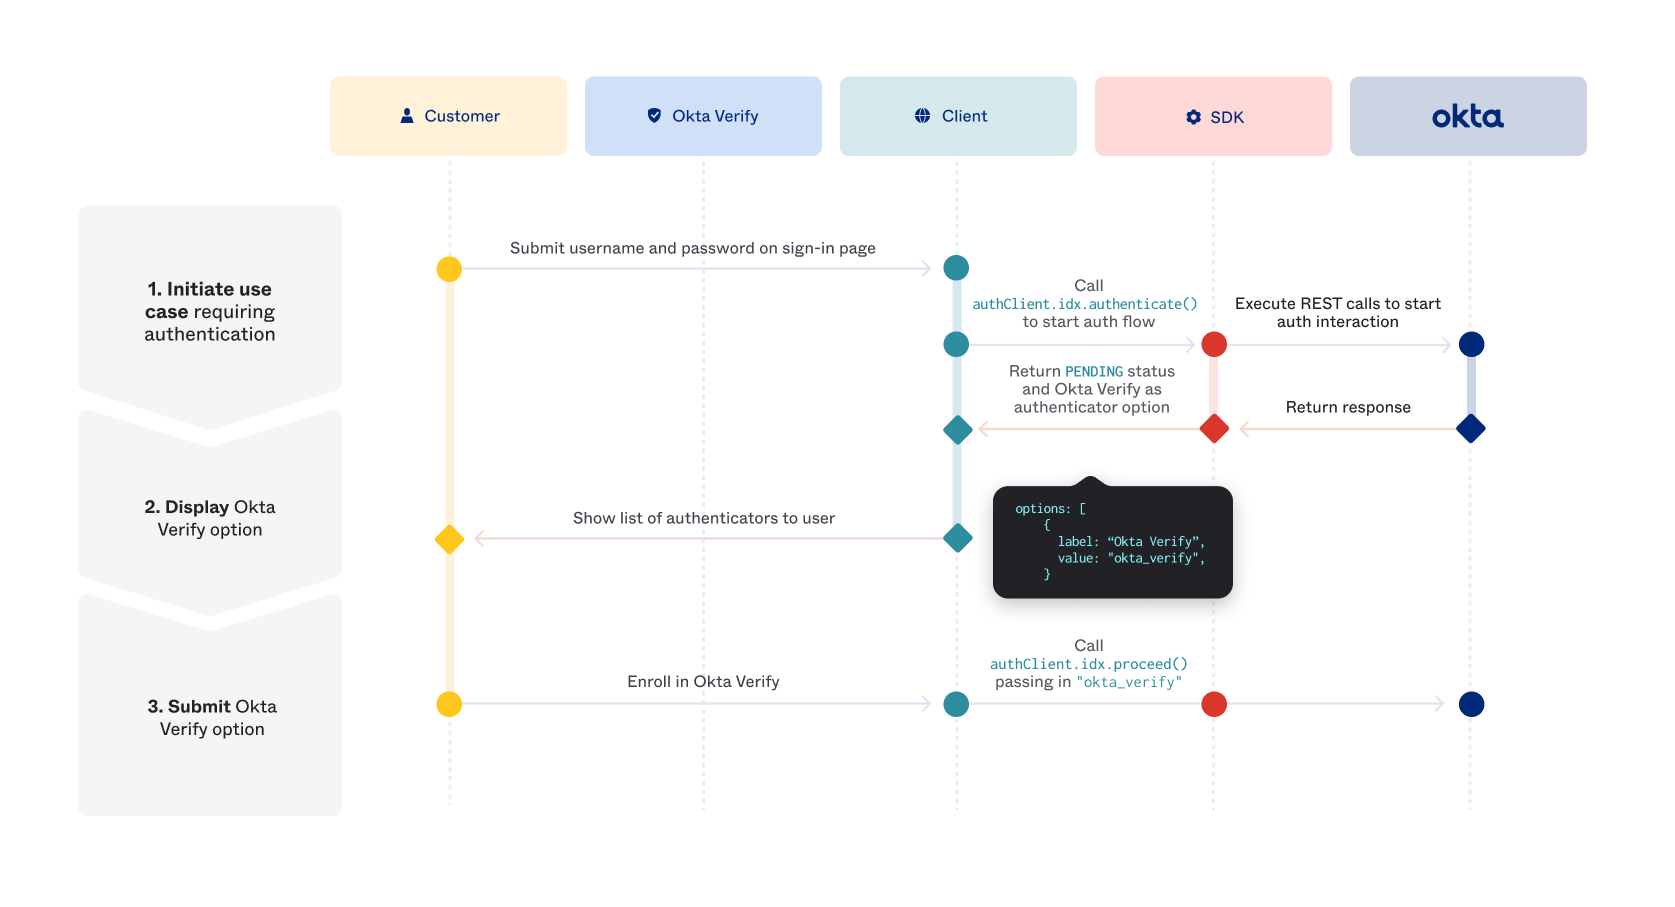 Customer
Okta Verify
Client
SDK
okta
1. Initiate use
case requiring
authentication
Submit username and password on sign-in page
Call
authClient.idx.authenticate()
to start auth flow
Execute REST calls to start
auth interaction
Return PENDING status
and Okta Verify as
authenticator option
Return response
2. Display Okta
Verify option
Show list of authenticators to user
options: [
{
label: “Okta Verify”,
value: "okta_verify",
}
3. Submit Okta
Verify option
Enroll in Okta Verify
Call
authClient.idx.proceed()
passing in "okta_verify"